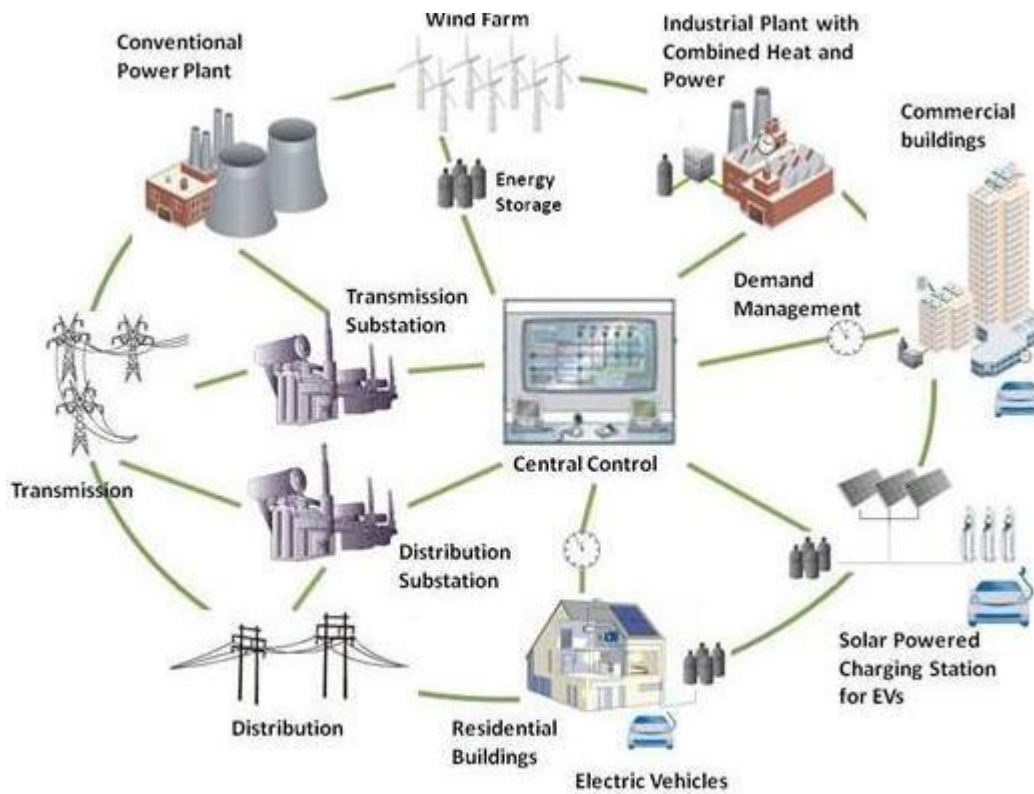 Wind Farm
Conventional
Power Plant
Industrial Plant with
Combined Heat and
Power
Commercial
buildings
Energy
Storage
Transmission
Substation
Demand
Management
Central Control
Transmission
Distribution
Substation
Solar Powered
Charging Station
for EVs
Distribution
Residential
Buildings
Electric Vehicles